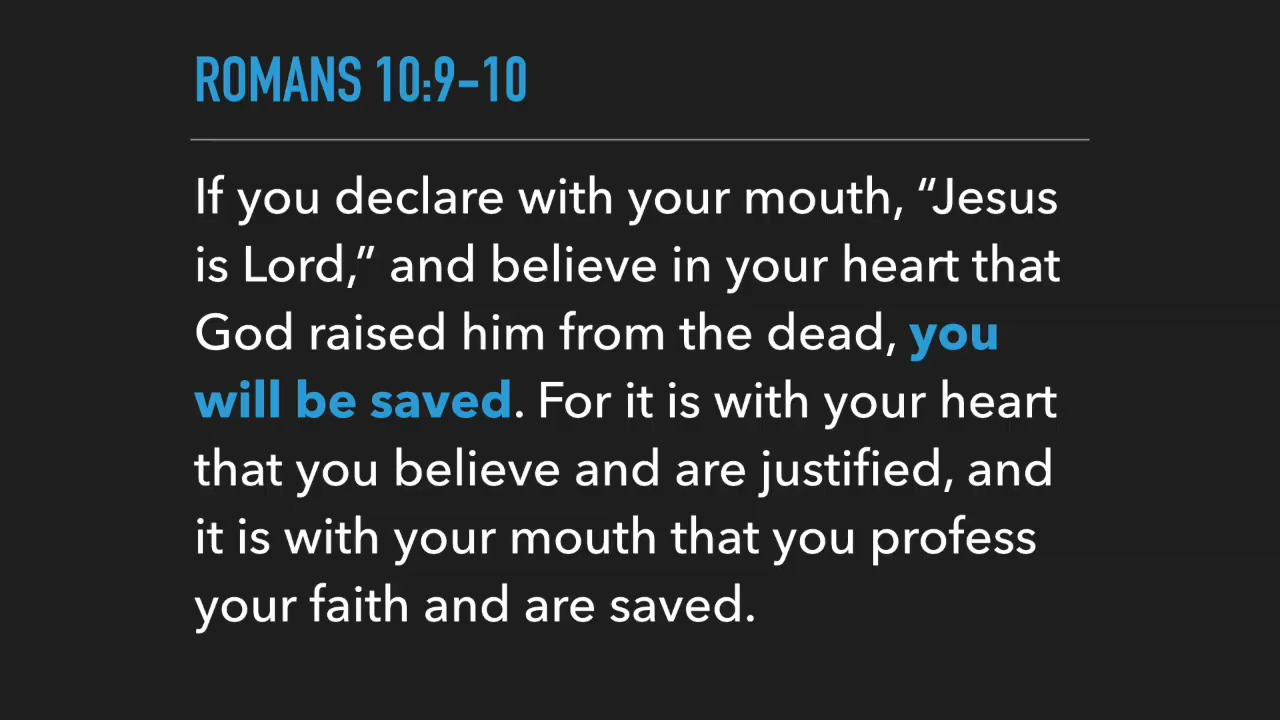 ROMANS 10:9-10
If you declare with your mouth, “Jesus
is Lord,” and believe in your heart that
God raised him from the dead, you
will be saved. For it is with your heart
that you believe and are justified, and
it is with your mouth that you profess
your faith and are saved.